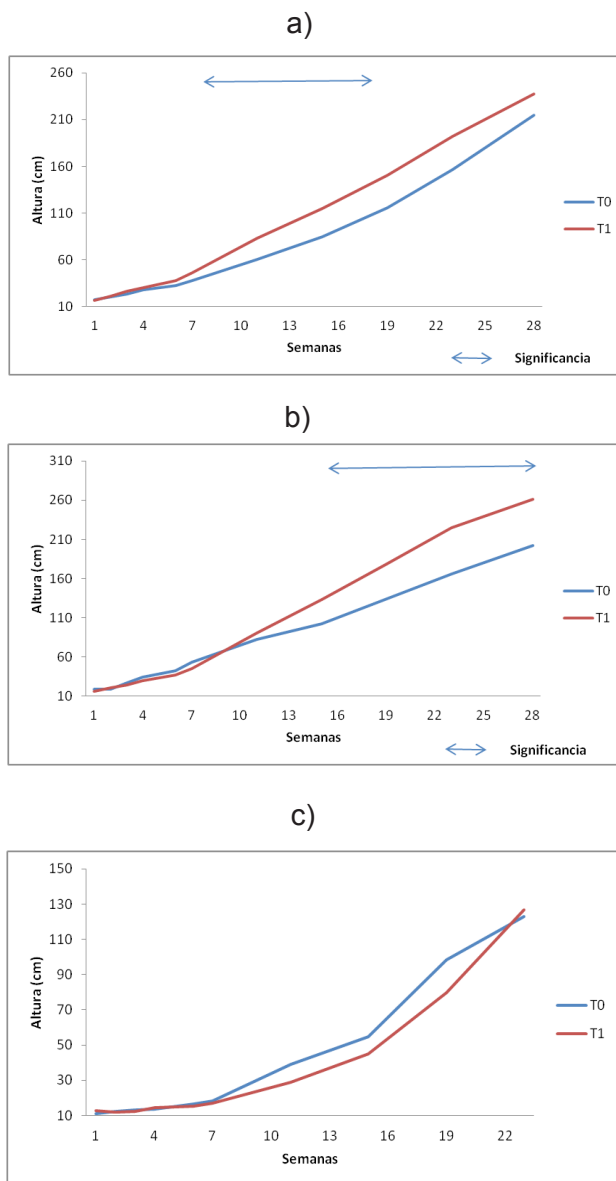 a)
260
210
160
110
60
10
Altura (cm)
1 4 7 10 13 16 19 22 25 28
Semanas
T0
T1
Significancia
b)
310
260
210
160
110
60
10
Altura (cm)
1 4 7 10 13 16 19 22 25 28
Semanas
T0
T1
Significancia
c)
150
130
110
90
70
50
30
10
Altura (cm)
1 4 7 10 13 16 19 22
Semanas
T0
T1